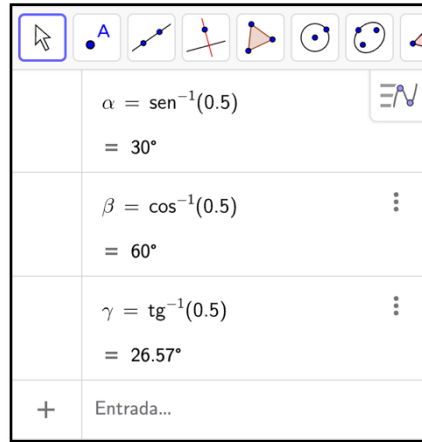 A
α = sen⁻¹(0.5)
= 30°
β = cos⁻¹(0.5)
= 60°
γ = tg⁻¹(0.5)
= 26.57°
+ Entrada...